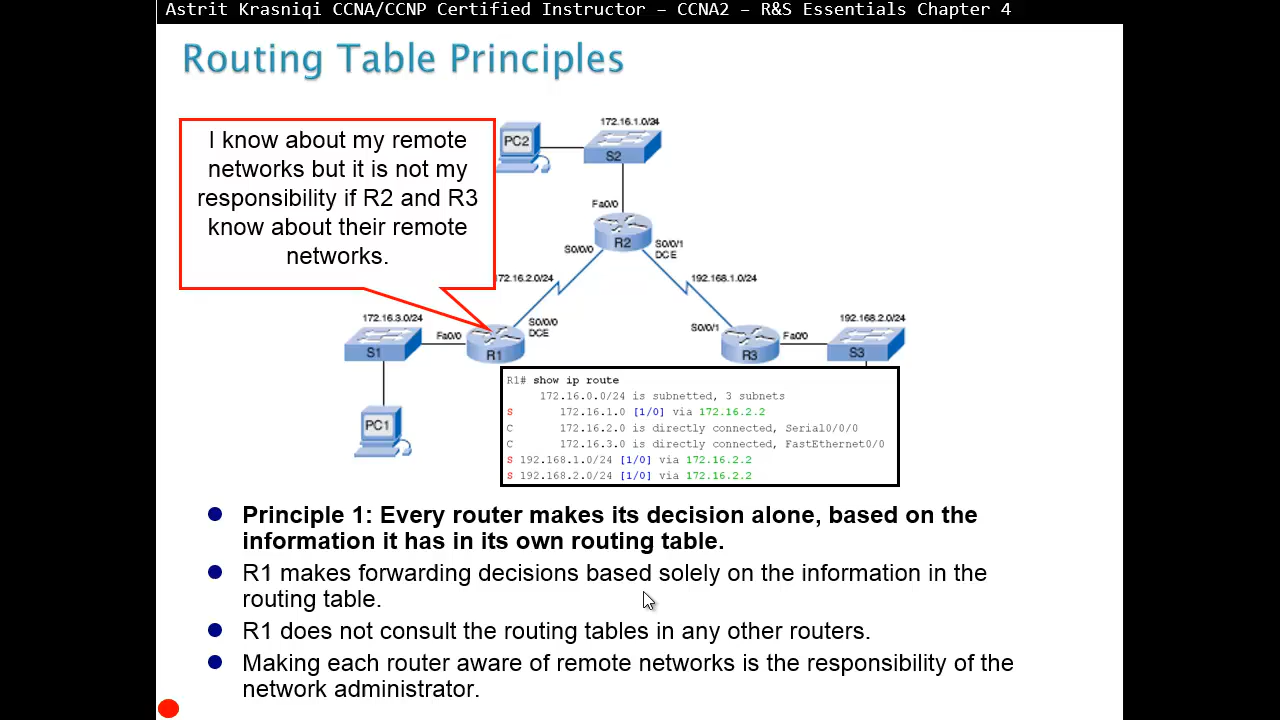 Astrit Krasniqi CCNA/CCNP Certified Instructor – CCNA2 – R&S Essentials Chapter 4
Routing Table Principles
I know about my remote
networks but it is not my
responsibility if R2 and R3
know about their remote
networks.
PC2
172.16.1.0/24
S2
Fa0/0
R2
S0/0/0
S0/0/1
DCE
172.16.2.0/24
192.168.1.0/24
172.16.3.0/24
S1
Fa0/0
R1
S0/0/0
DCE
S0/0/1
R3
Fa0/0
192.168.2.0/24
S3
PC1
R1# show ip route
172.16.0.0/24 is subnetted, 3 subnets
S 172.16.1.0 [1/0] via 172.16.2.2
C 172.16.2.0 is directly connected, Serial0/0/0
C 172.16.3.0 is directly connected, FastEthernet0/0
S 192.168.1.0/24 [1/0] via 172.16.2.2
S 192.168.2.0/24 [1/0] via 172.16.2.2
Principle 1: Every router makes its decision alone, based on the
information it has in its own routing table.
R1 makes forwarding decisions based solely on the information in the
routing table.
R1 does not consult the routing tables in any other routers.
Making each router aware of remote networks is the responsibility of the
network administrator.